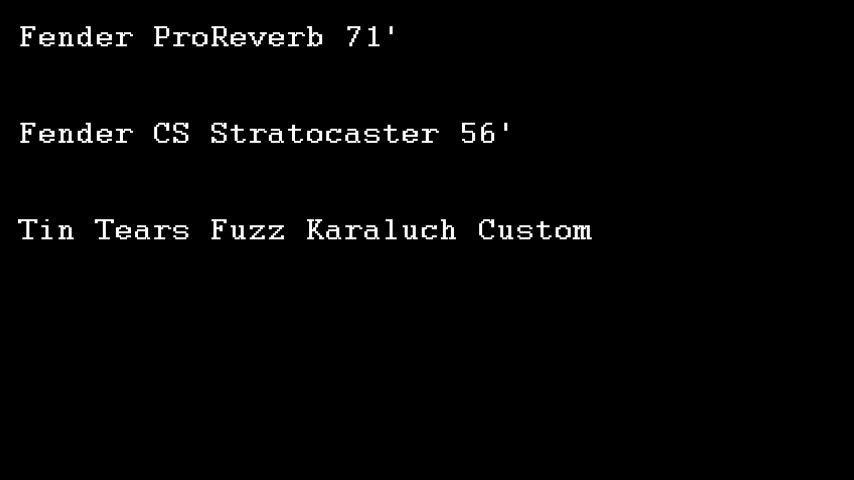 Fender ProReverb 71'
Fender CS Stratocaster 56'
Tin Tears Fuzz Karaluch Custom